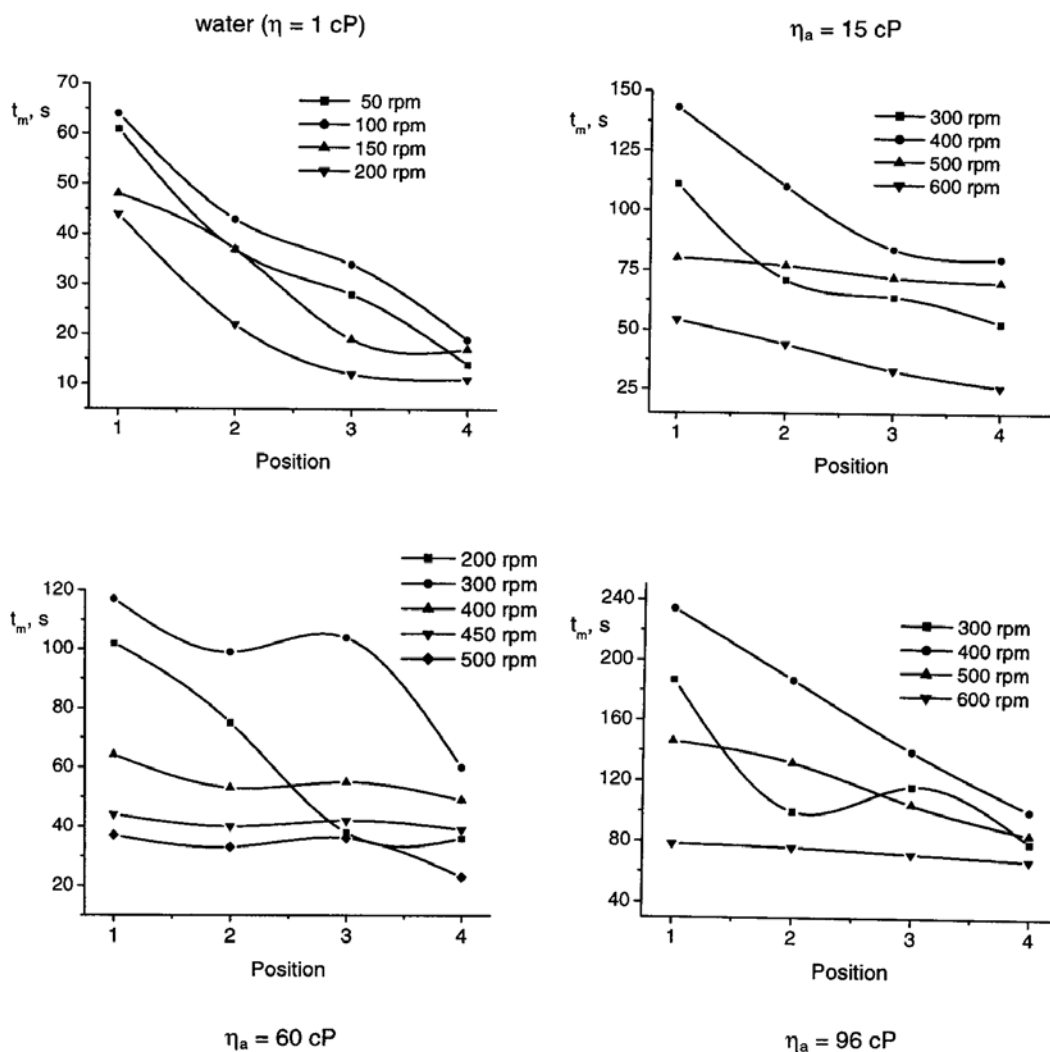 water (η = 1 cP)
t_m, s
70
60
50
40
30
20
10
50 rpm
100 rpm
150 rpm
200 rpm
1 2 3 4
Position
η_a = 15 cP
t_m, s
150
125
100
75
50
25
300 rpm
400 rpm
500 rpm
600 rpm
1 2 3 4
Position
t_m, s
120
100
80
60
40
20
200 rpm
300 rpm
400 rpm
450 rpm
500 rpm
1 2 3 4
Position
η_a = 60 cP
t_m, s
240
200
160
120
80
40
300 rpm
400 rpm
500 rpm
600 rpm
1 2 3 4
Position
η_a = 96 cP